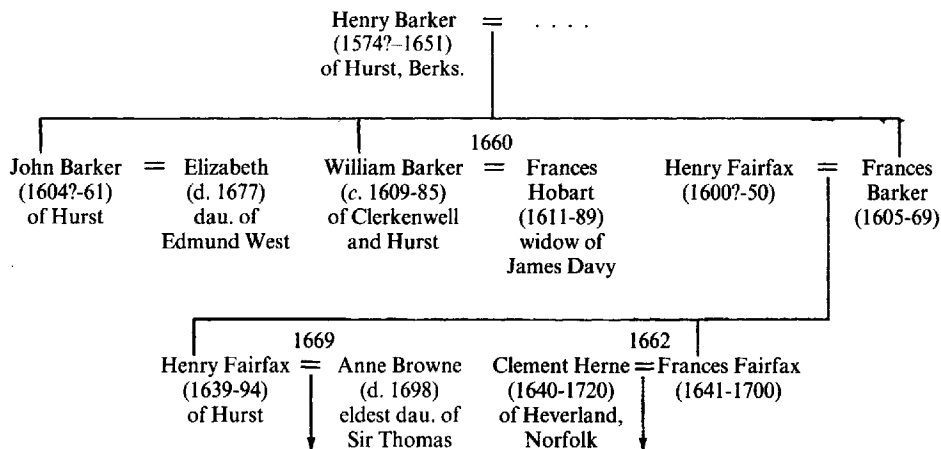 Henry Barker = . . . .
(1574?–1651)
of Hurst, Berks.
1660
John Barker = Elizabeth William Barker = Frances Henry Fairfax = Frances
(1604?-61) (d. 1677) (c. 1609-85) Hobart (1600?-50) Barker
of Hurst dau. of of Clerkenwell (1611-89) (1605-69)
Edmund West and Hurst widow of
James Davy
1669 1662
Henry Fairfax = Anne Browne Clement Herne = Frances Fairfax
(1639-94) (d. 1698) (1640-1720) (1641-1700)
of Hurst eldest dau. of of Heverland,
Sir Thomas Norfolk